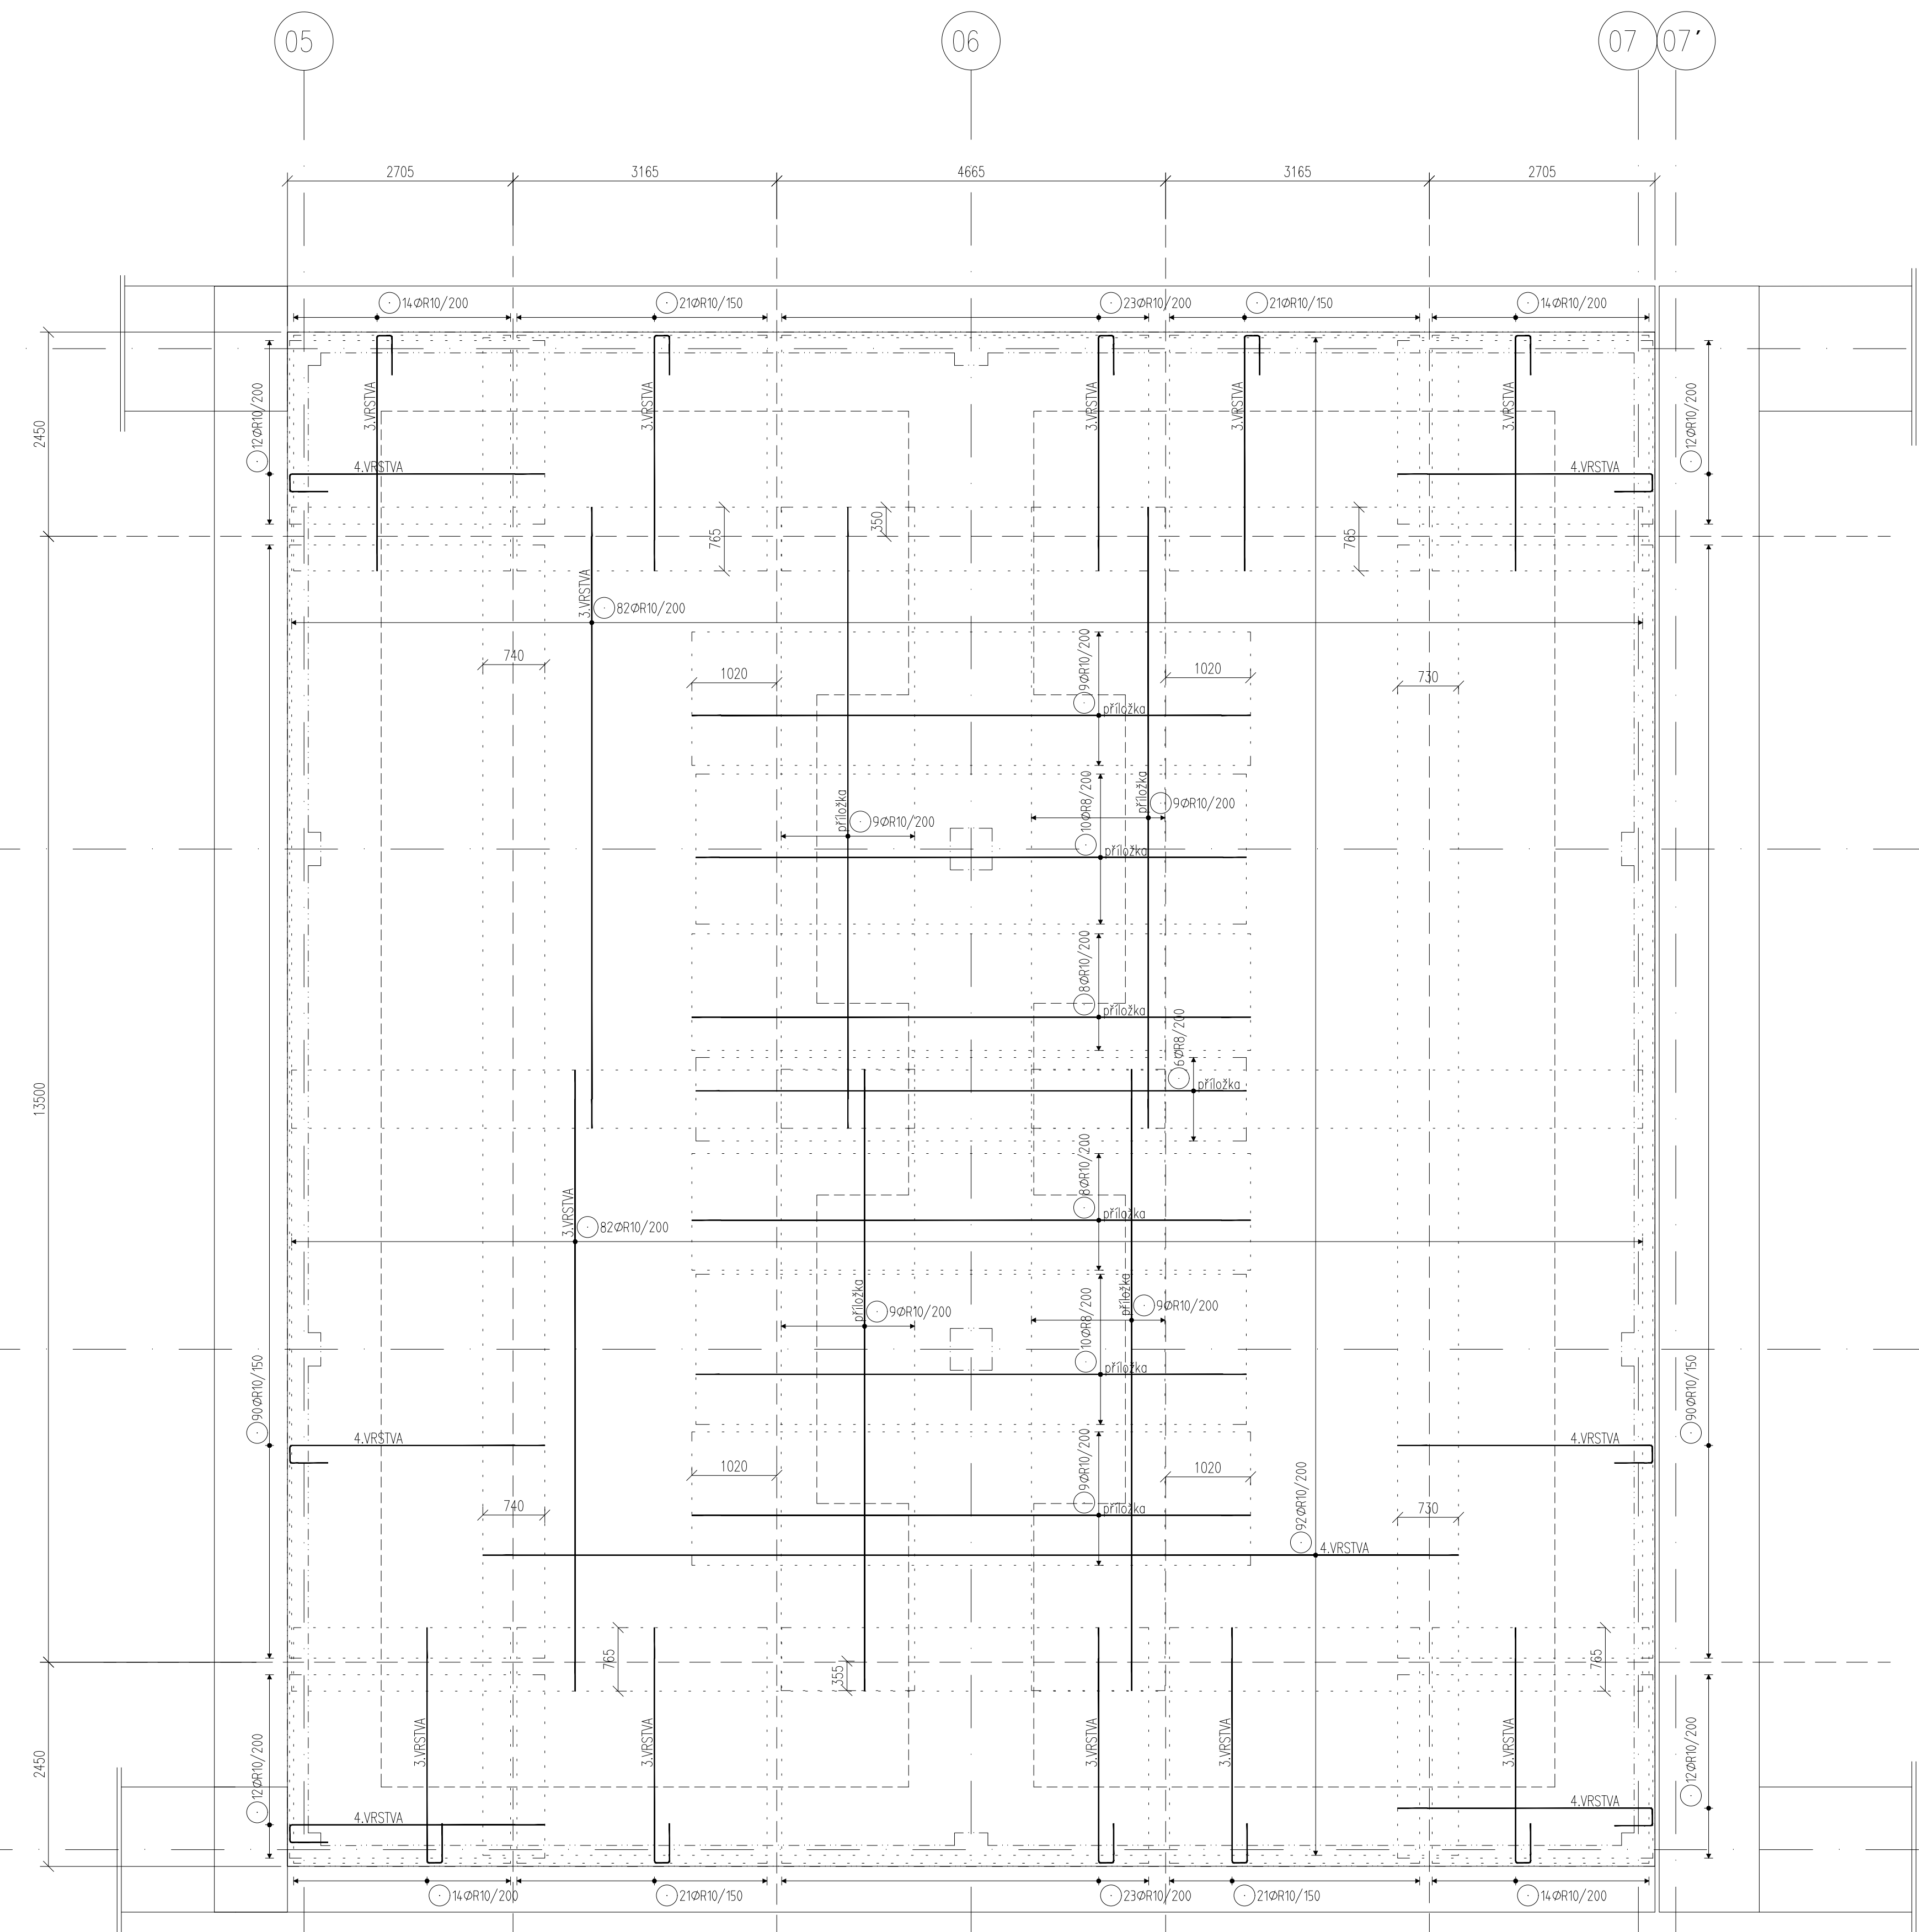 05
06
07
07'
2705
3165
4665
3165
2705
14ØR10/200
21ØR10/150
23ØR10/200
21ØR10/150
14ØR10/200
2450
12ØR10/200
3.VRSTVA
3.VRSTVA
3.VRSTVA
3.VRSTVA
3.VRSTVA
12ØR10/200
4.VRSTVA
4.VRSTVA
350
765
765
3.VRSTVA
82ØR10/200
740
1020
9ØR10/200
1020
730
příložka
příložka
9ØR10/200
příložka
9ØR10/200
10ØR8/200
příložka
8ØR10/200
příložka
6ØR8/200
příložka
13500
8ØR10/200
příložka
3.VRSTVA
82ØR10/200
příložka
9ØR10/200
10ØR8/200
příložka
9ØR10/200
příložka
90ØR10/150
90ØR10/150
4.VRSTVA
4.VRSTVA
740
1020
9ØR10/200
příložka
1020
92ØR10/200
730
4.VRSTVA
765
355
765
3.VRSTVA
3.VRSTVA
3.VRSTVA
3.VRSTVA
3.VRSTVA
2450
12ØR10/200
12ØR10/200
4.VRSTVA
4.VRSTVA
14ØR10/200
21ØR10/150
23ØR10/200
21ØR10/150
14ØR10/200